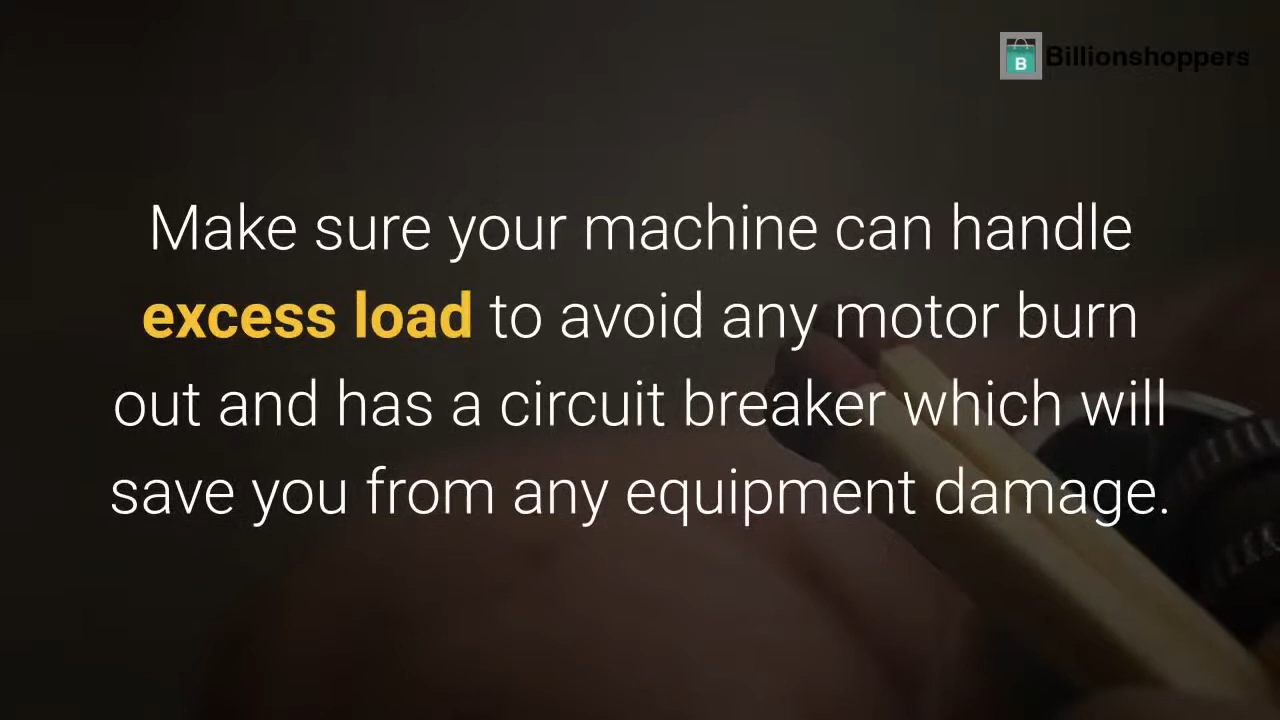 B Billionshoppers
Make sure your machine can handle
excess load to avoid any motor burn
out and has a circuit breaker which will
save you from any equipment damage.